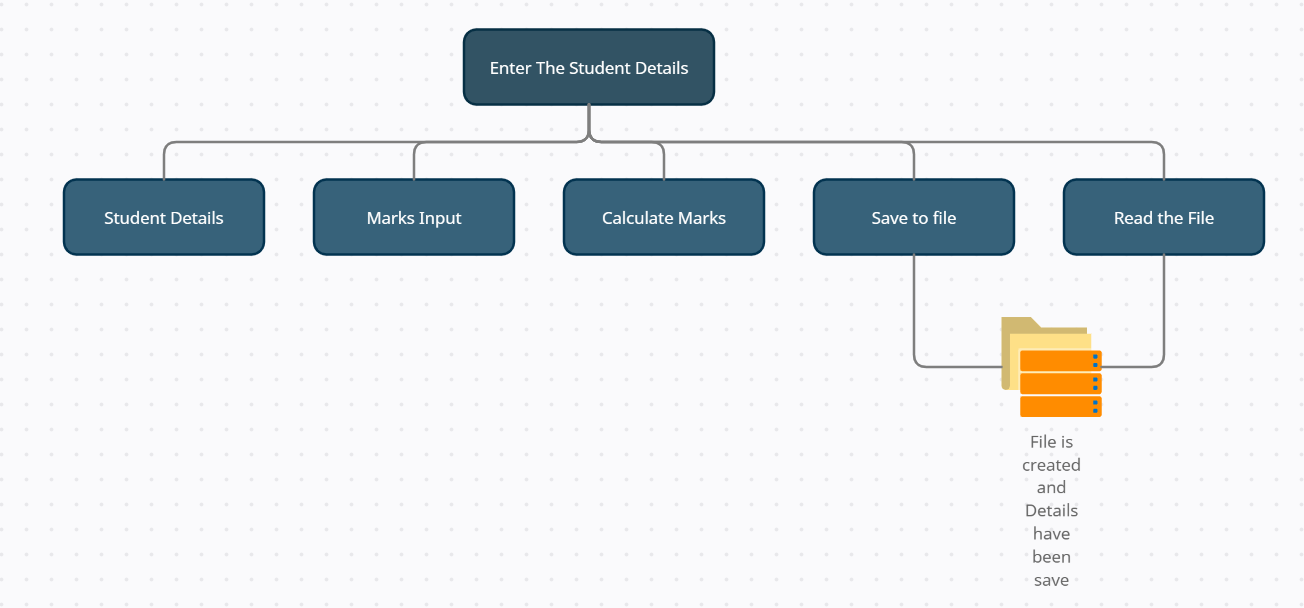 Enter The Student Details
Student Details
Marks Input
Calculate Marks
Save to file
Read the File
File is
created
and
Details
have
been
save